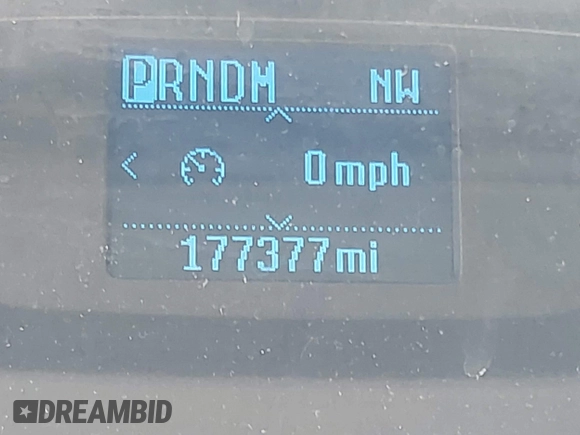 PRNDM NW
0mph
177377mi
DREAMBID